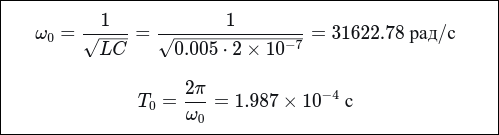 ω₀ = 1/√(LC) = 1/√(0.005 · 2 × 10⁻⁷) = 31622.78 рад/с
T₀ = 2π/ω₀ = 1.987 × 10⁻⁴ с